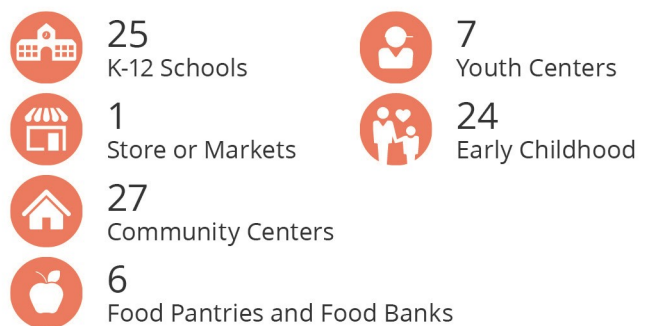 25
K-12 Schools
7
Youth Centers
1
Store or Markets
24
Early Childhood
27
Community Centers
6
Food Pantries and Food Banks